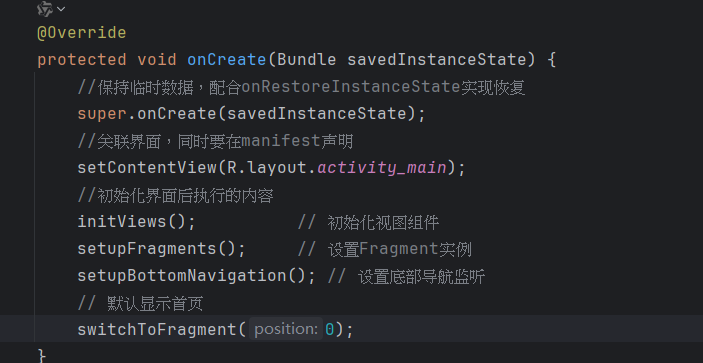 @Override
protected void onCreate(Bundle savedInstanceState) {
//保持临时数据，配合onRestoreInstanceState实现恢复
super.onCreate(savedInstanceState);
//关联界面，同时要在manifest声明
setContentView(R.layout.activity_main);
//初始化界面后执行的内容
initViews();           // 初始化视图组件
setupFragments();      // 设置Fragment实例
setupBottomNavigation(); // 设置底部导航监听
// 默认显示首页
switchToFragment( position: 0);
}